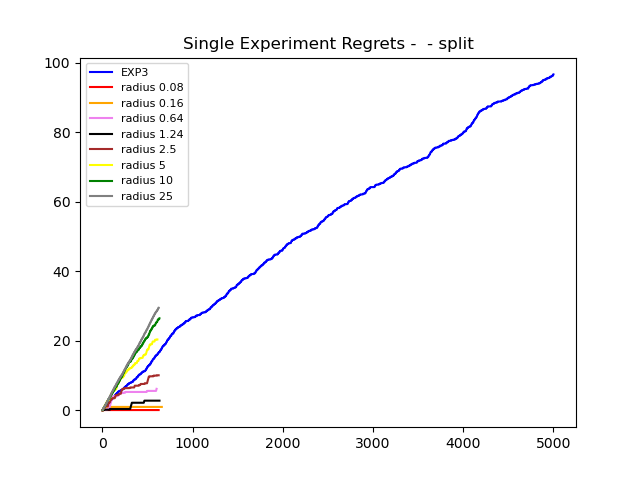 Single Experiment Regrets -  - split
100
80
60
40
20
0
EXP3
radius 0.08
radius 0.16
radius 0.64
radius 1.24
radius 2.5
radius 5
radius 10
radius 25
0 1000 2000 3000 4000 5000